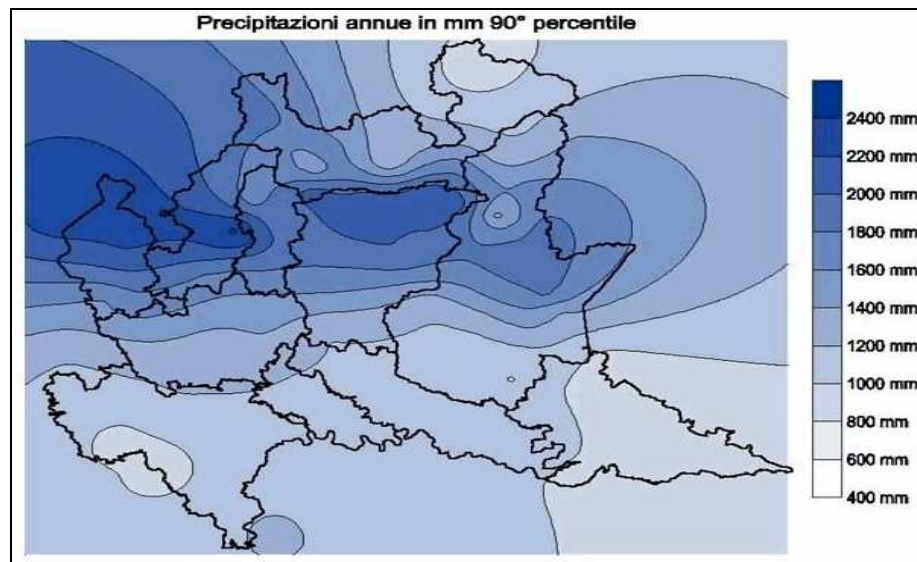 Precipitazioni annue in mm 90° percentile
2400 mm
2200 mm
2000 mm
1800 mm
1600 mm
1400 mm
1200 mm
1000 mm
800 mm
600 mm
400 mm